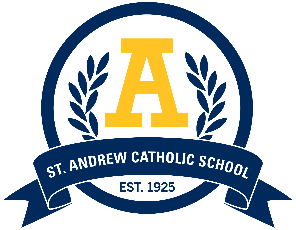 A
ST. ANDREW CATHOLIC SCHOOL
EST. 1925